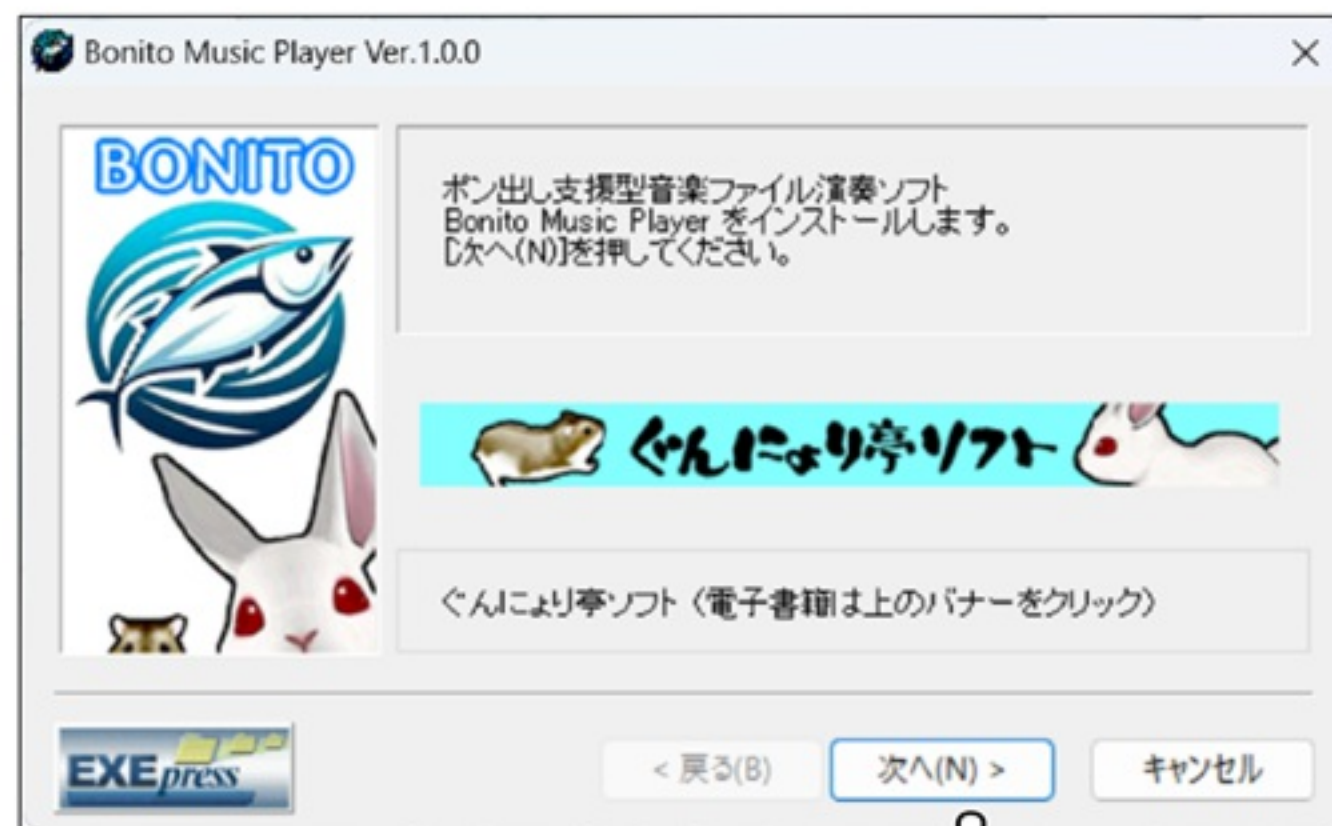 Bonito Music Player Ver.1.0.0
BONITO
ポン出し支援型音楽ファイル演奏ソフト
Bonito Music Player をインストールします。
[次へ(N)]を押してください。
ぐんにょり亭ソフト
ぐんにょり亭ソフト（電子書籍は上のバナーをクリック）
EXEpress
< 戻る(B)
次へ(N) >
キャンセル